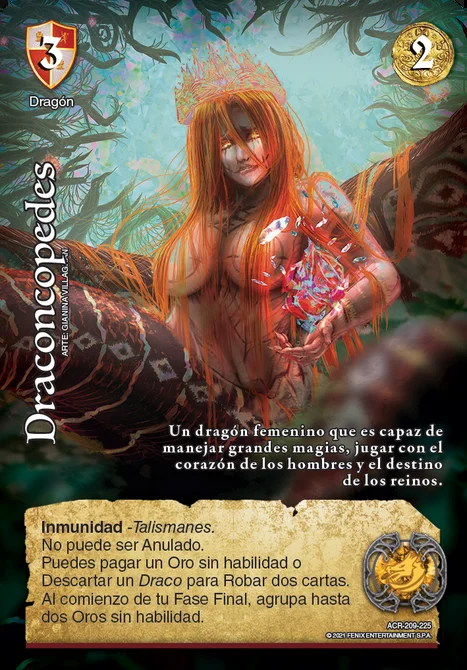 3
2
Dragón
Draconcopedes
ARTE: GIANINA
Un dragón femenino que es capaz de
manejar grandes magias, jugar con el
corazón de los hombres y el destino
de los reinos.
Inmunidad -Talismanes.
No puede ser Anulado.
Puedes pagar un Oro sin habilidad o
Descartar un Draco para Robar dos cartas.
Al comienzo de tu Fase Final, agrupa hasta
dos Oros sin habilidad.
ACR-209-225
©2021 FENIX ENTERTAINMENT S.P.A.